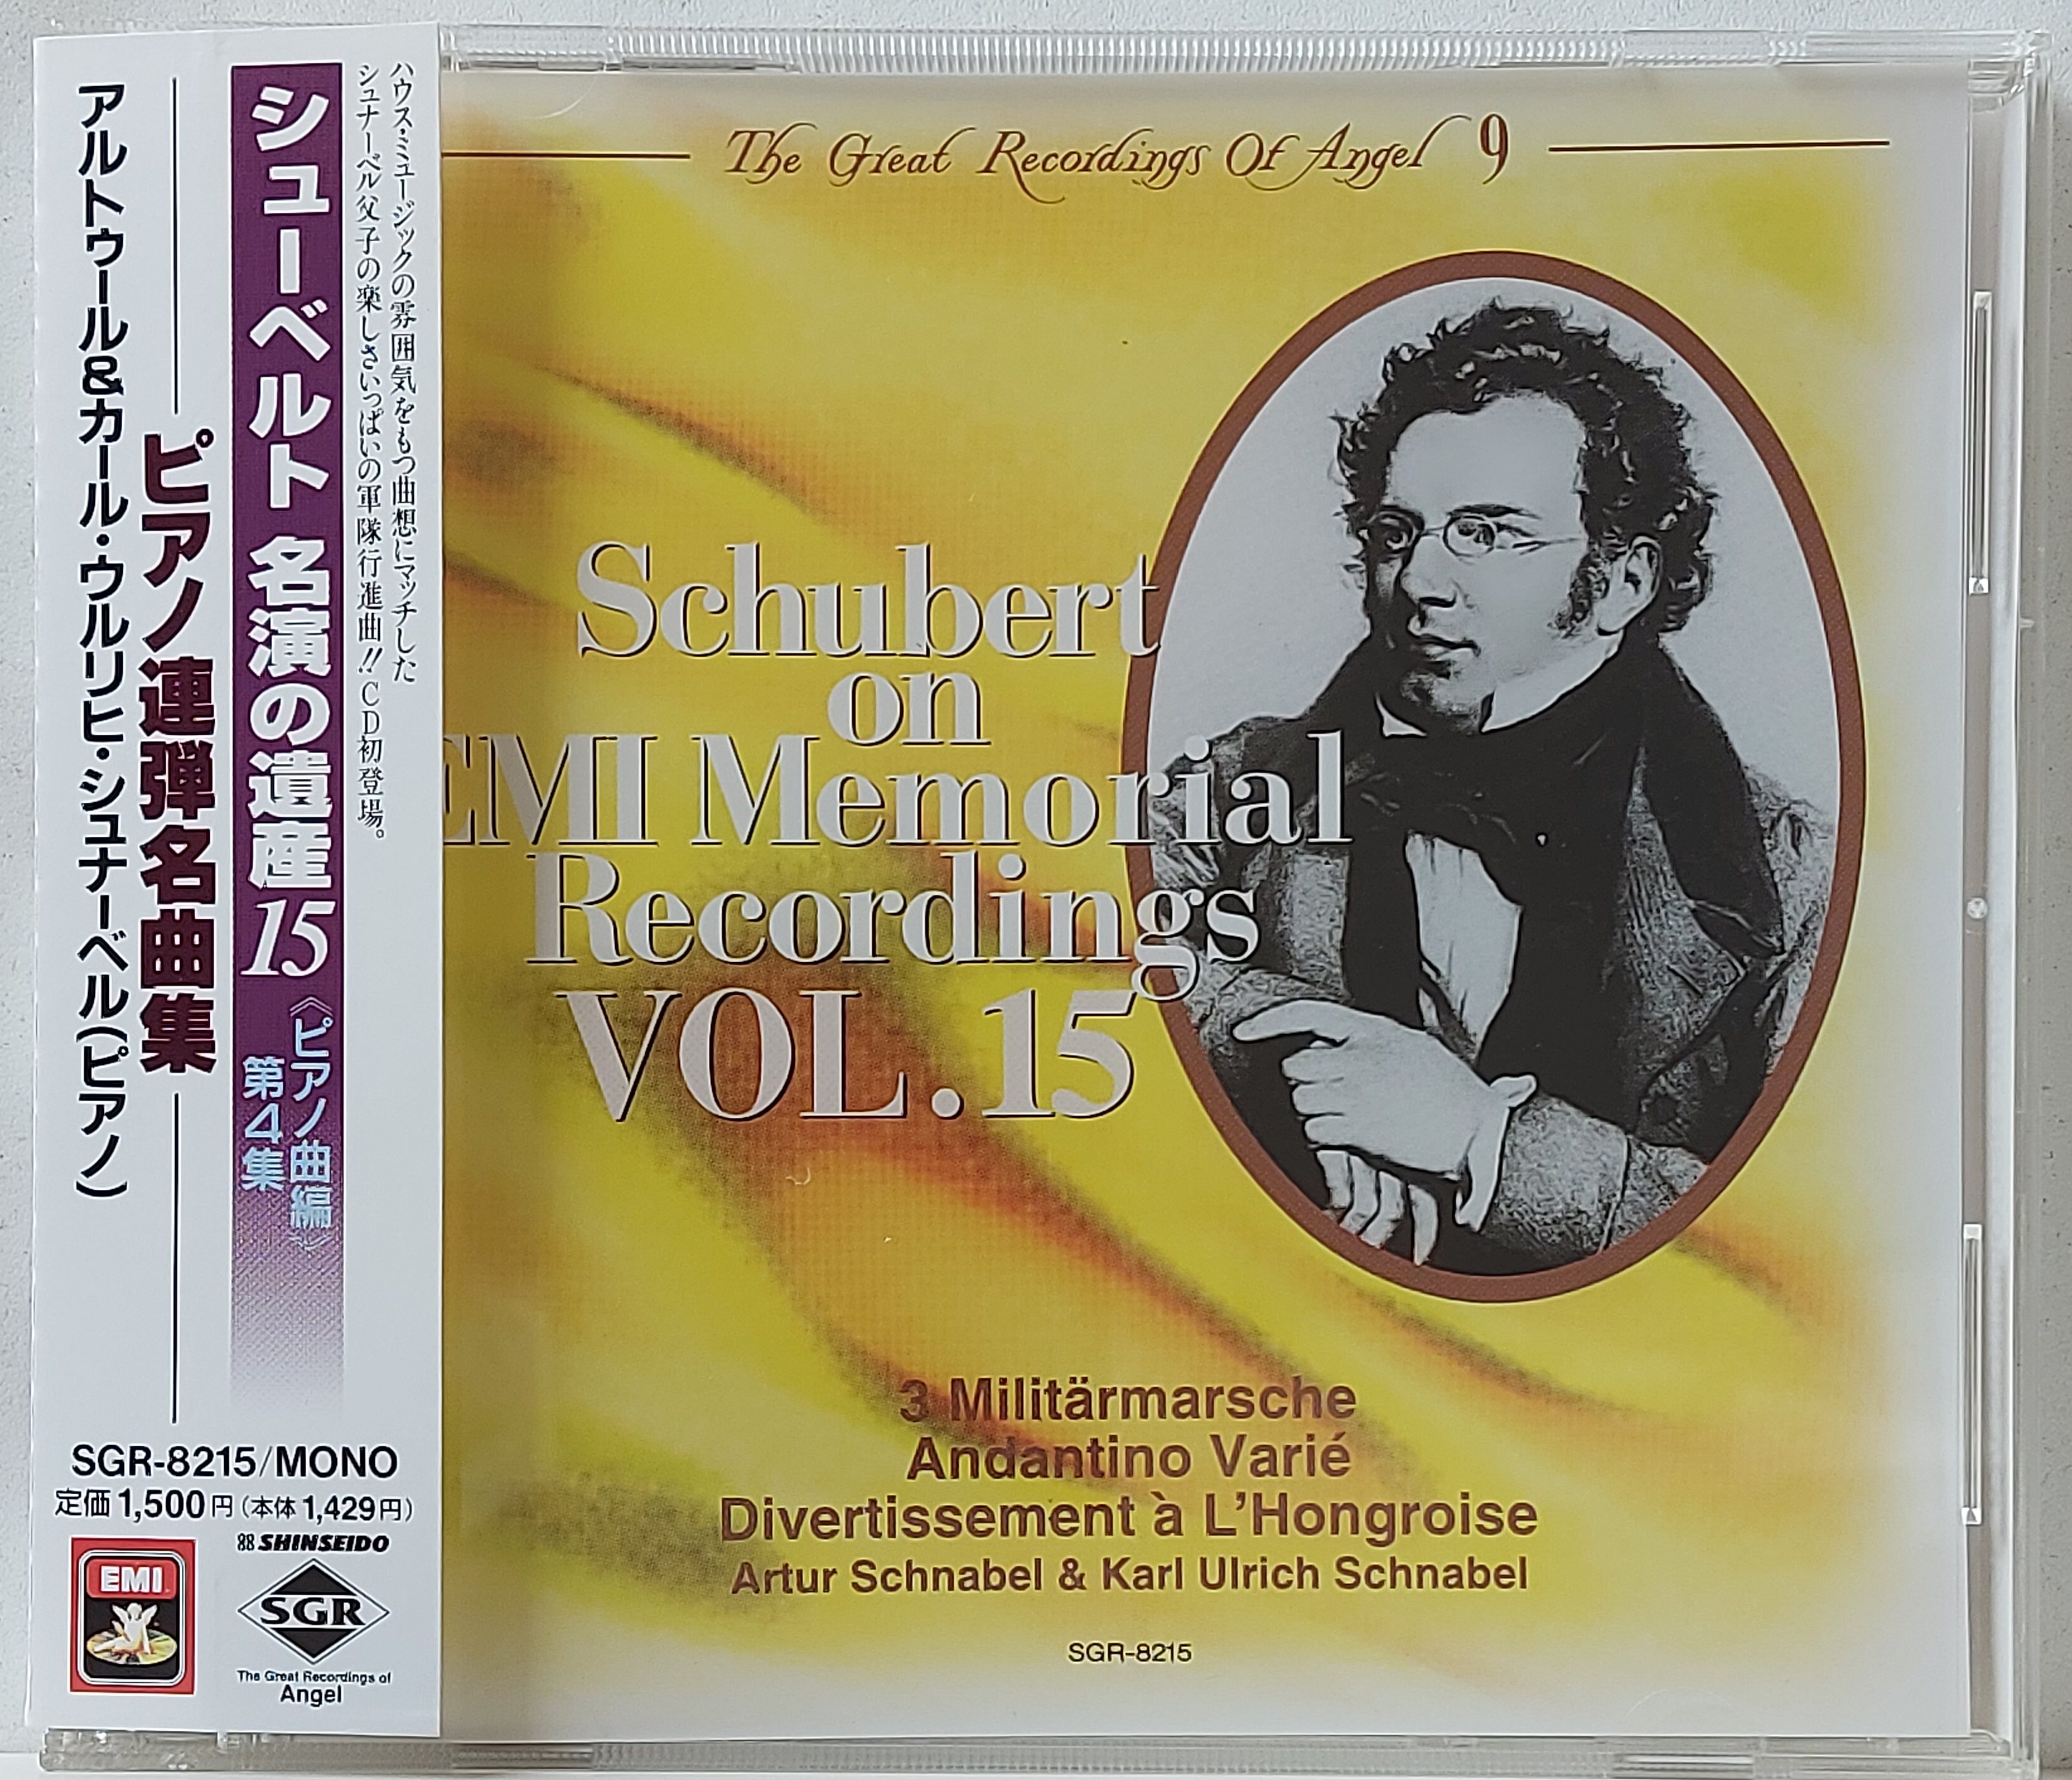 ハウス・ミュージックの雰囲気をもつ曲想にマッチした
シュナーベル父子の楽しさいっぱいの軍隊行進曲!! CD初登場。
シューベルト 名演の遺産 15
《ピアノ曲編》
第4集
ピアノ連弾名曲集
アルトゥール&カール・ウルリヒ・シュナーベル(ピアノ)
SGR-8215/MONO
定価1,500円(本体1,429円)
EMI
SHINSEIDO
SGR
The Great Recordings of
Angel
The Great Recordings Of Angel 9
Schubert
on
EMI Memorial
Recordings
VOL.15
3 Militärmarsche
Andantino Varié
Divertissement à L'Hongroise
Artur Schnabel & Karl Ulrich Schnabel
SGR-8215